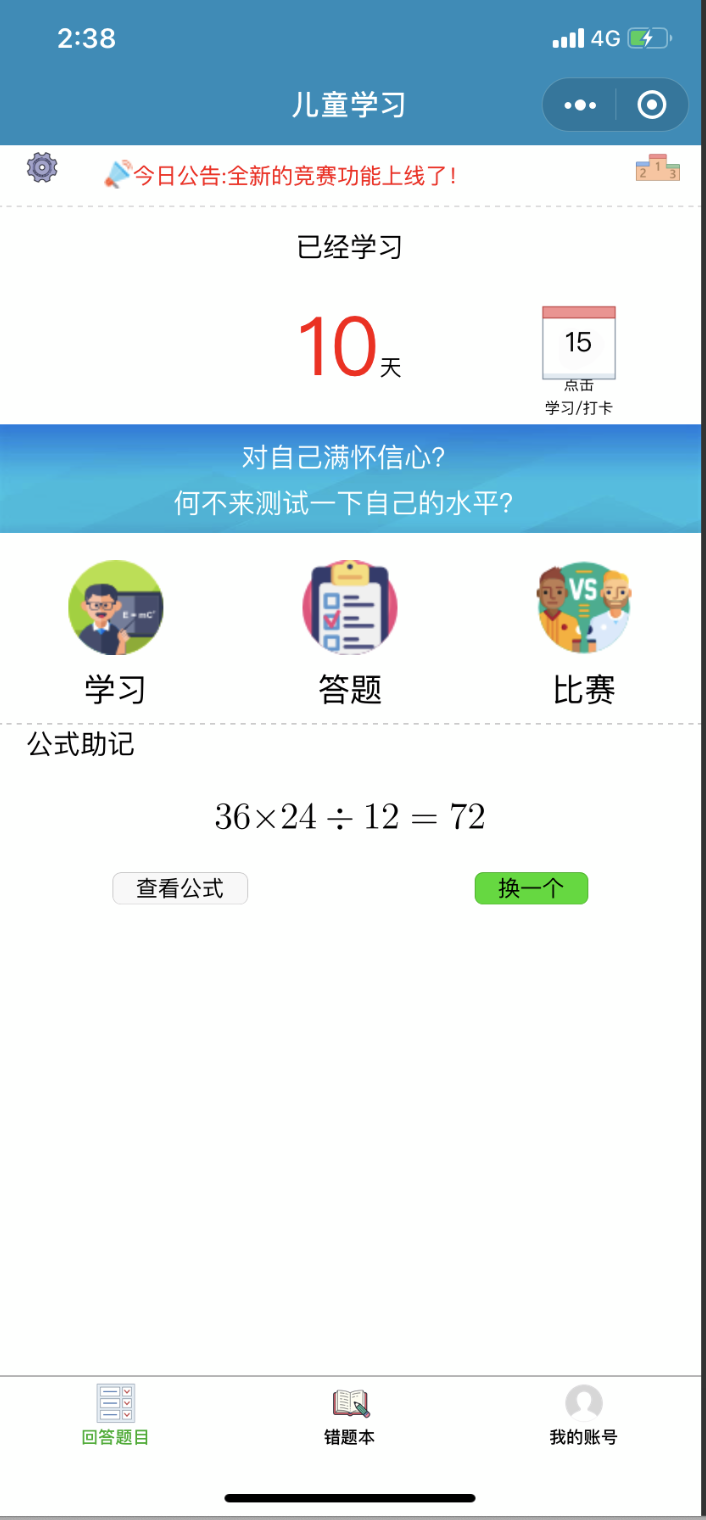 2:38
4G
儿童学习
今日公告:全新的竞赛功能上线了!
2 1 3
已经学习
10天
15
点击
学习/打卡
对自己满怀信心?
何不来测试一下自己的水平?
E=mC²
VS
学习
答题
比赛
公式助记
36×24÷12=72
查看公式
换一个
回答题目
错题本
我的账号